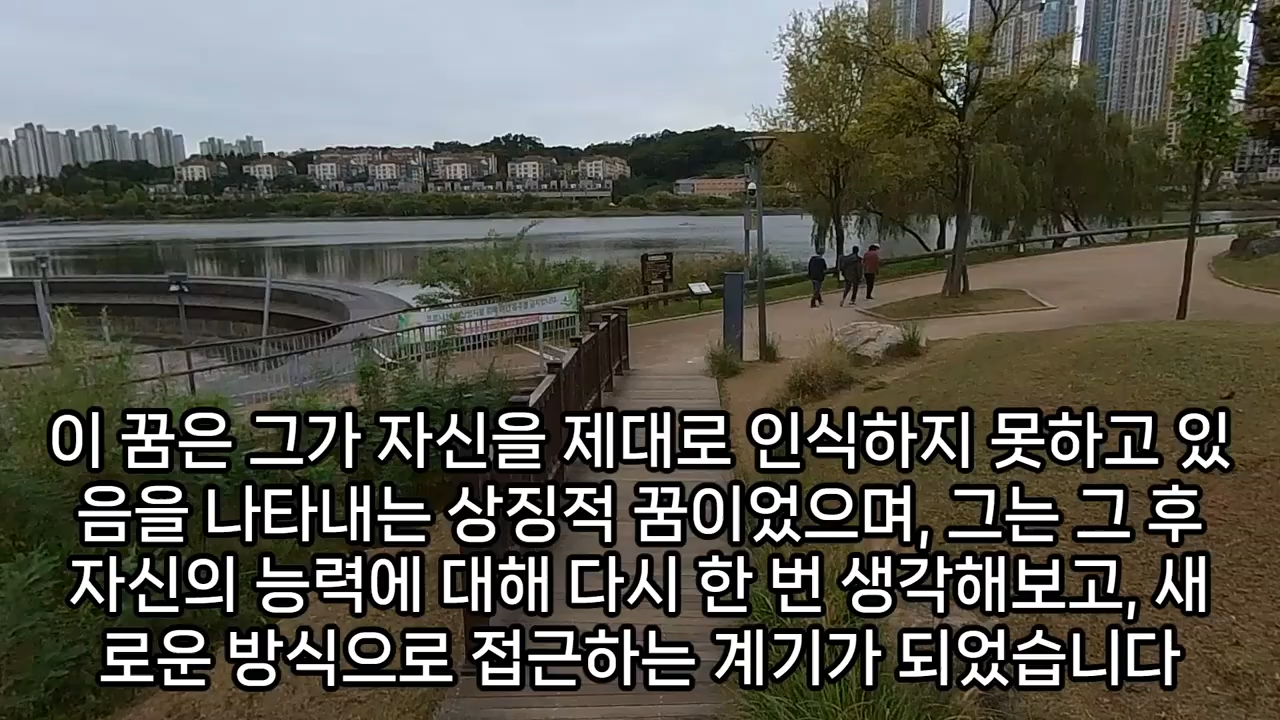 이 꿈은 그가 자신을 제대로 인식하지 못하고 있
음을 나타내는 상징적 꿈이었으며, 그는 그 후
자신의 능력에 대해 다시 한 번 생각해보고, 새
로운 방식으로 접근하는 계기가 되었습니다